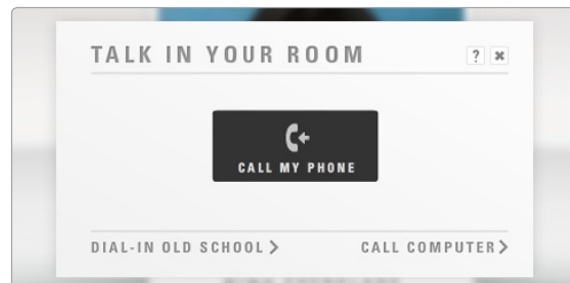 TALK IN YOUR ROOM
?
CALL MY PHONE
DIAL-IN OLD SCHOOL
CALL COMPUTER